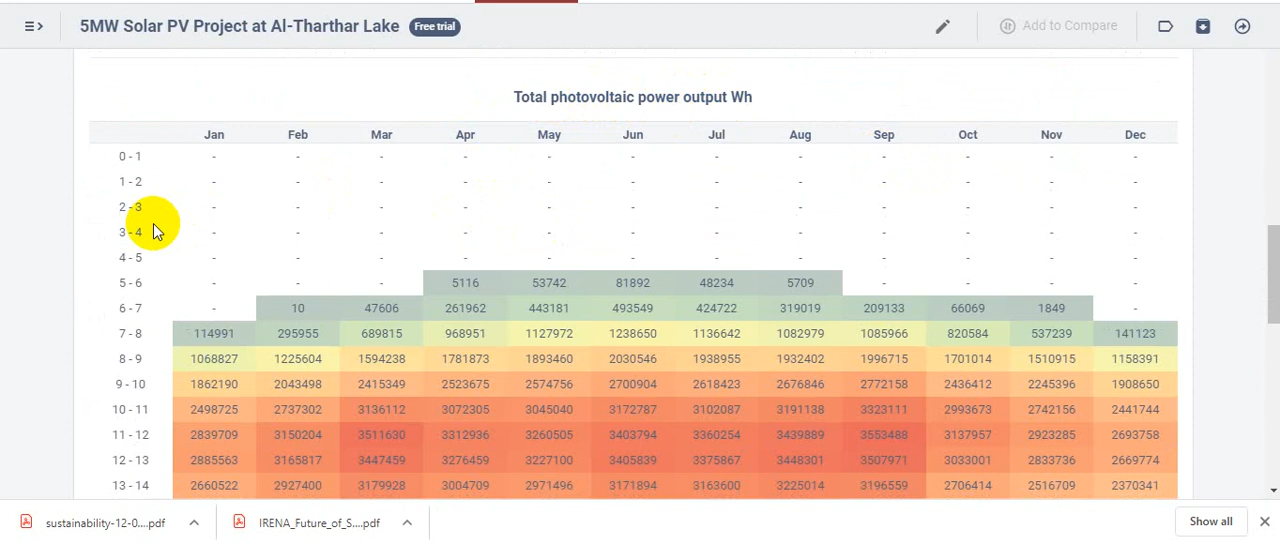 5MW Solar PV Project at Al-Tharthar Lake Free trial Add to Compare
Total photovoltaic power output Wh
Jan Feb Mar Apr May Jun Jul Aug Sep Oct Nov Dec
0 - 1 - - - - - - - - - - - -
1 - 2 - - - - - - - - - - - -
2 - 3 - - - - - - - - - - - -
3 - 4 - - - - - - - - - - - -
4 - 5 - - - - - - - - - - - -
5 - 6 - - - 5116 53742 81892 48234 5709 - - - -
6 - 7 - 10 47606 261962 443181 493549 424722 319019 209133 66069 1849 -
7 - 8 114991 295955 689815 968951 1127972 1238650 1136642 1082979 1085966 820584 537239 141123
8 - 9 1068827 1225604 1594238 1781873 1893460 2030546 1938955 1932402 1996715 1701014 1510915 1158391
9 - 10 1862190 2043498 2415349 2523675 2574756 2700904 2618423 2676846 2772158 2436412 2245396 1908650
10 - 11 2498725 2737302 3136112 3072305 3045040 3172787 3102087 3191138 3323111 2993673 2742156 2441744
11 - 12 2839709 3150204 3511630 3312936 3260505 3403794 3360254 3439889 3553488 3137957 2923285 2693758
12 - 13 2885563 3165817 3447459 3276459 3227100 3405839 3375867 3448301 3507971 3033001 2833736 2669774
13 - 14 2660522 2927400 3179928 3004709 2971496 3171894 3163600 3225014 3196559 2706414 2516709 2370341
sustainability-12-0....pdf IRENA_Future_of_S....pdf Show all